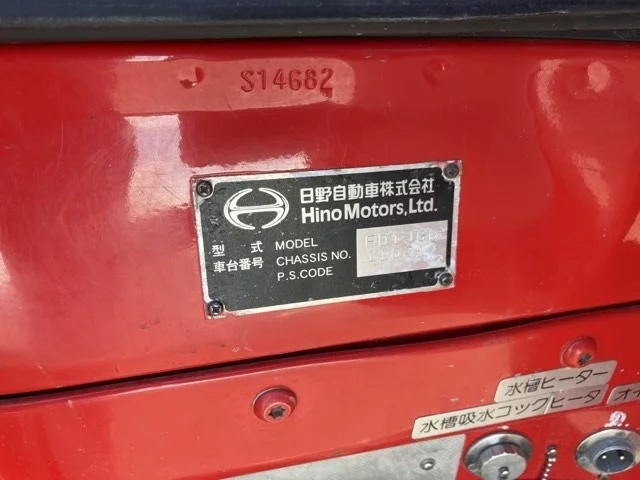 S14682
日野自動車株式会社
Hino Motors, Ltd.
型 式 MODEL
車台番号 CHASSIS NO.
P.S.CODE
水槽ヒーター
水槽吸水コックヒータ
オイ